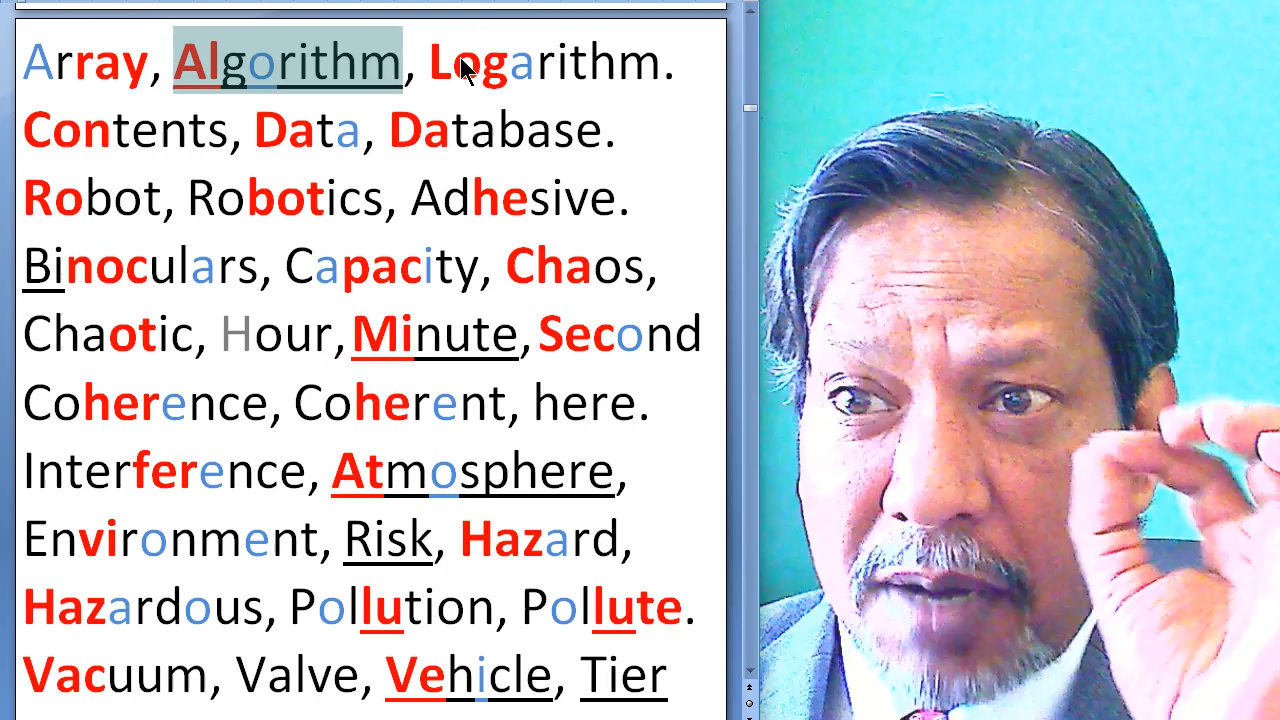 Array, Algorithm, Logarithm.
Contents, Data, Database.
Robot, Robotics, Adhesive.
Binoculars, Capacity, Chaos,
Chaotic, Hour, Minute, Second
Coherence, Coherent, here.
Interference, Atmosphere,
Environment, Risk, Hazard,
Hazardous, Pollution, Pollute.
Vacuum, Valve, Vehicle, Tier